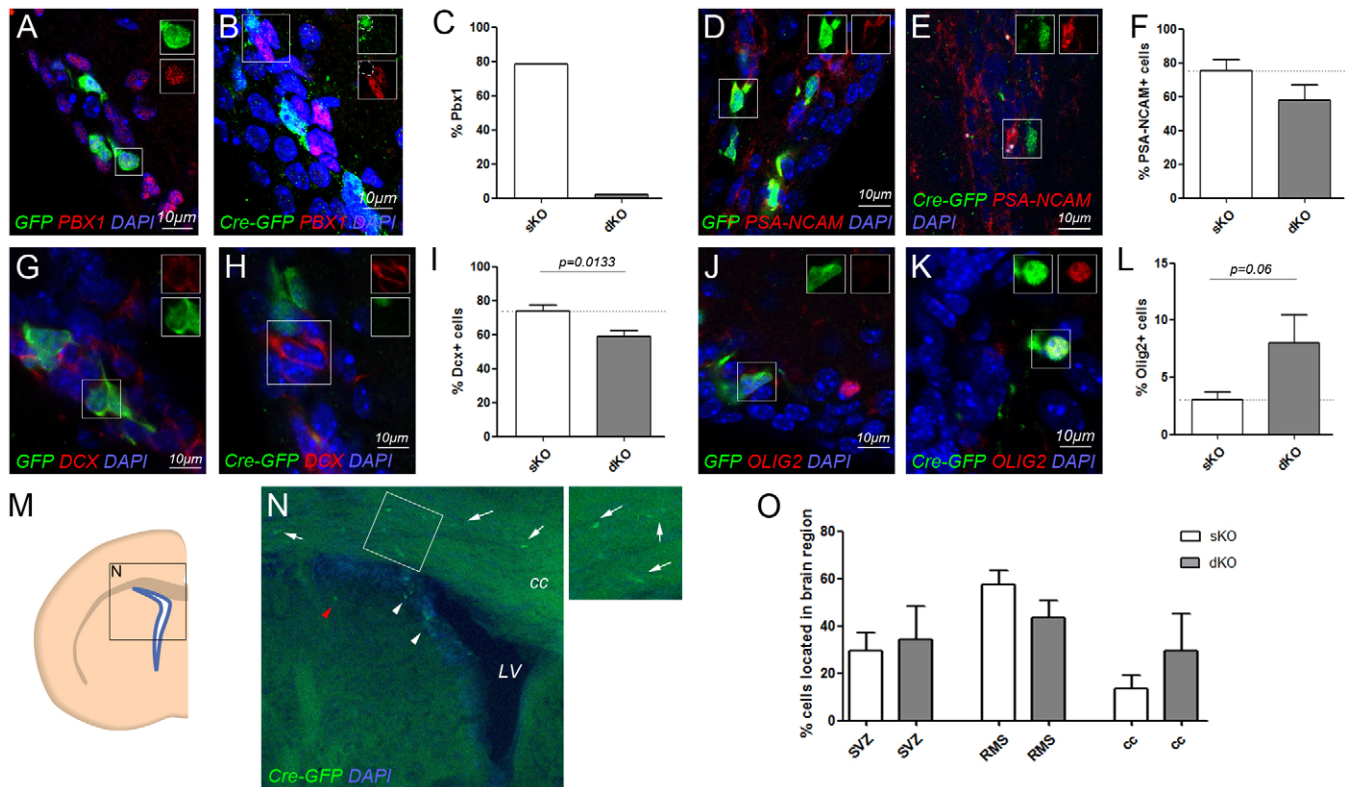 A
GFP PBX1 DAPI
10μm
B
Cre-GFP PBX1 DAPI
10μm
C
% Pbx1
100
80
60
40
20
0
sKO
dKO
D
GFP PSA-NCAM DAPI
10μm
E
Cre-GFP PSA-NCAM
DAPI
10μm
F
% PSA-NCAM+ cells
100
80
60
40
20
0
sKO
dKO
G
GFP DCX DAPI
10μm
H
Cre-GFP DCX DAPI
10μm
I
p=0.0133
% Dcx+ cells
100
80
60
40
20
0
sKO
dKO
J
GFP OLIG2 DAPI
10μm
K
Cre-GFP OLIG2 DAPI
10μm
L
p=0.06
% Olig2+ cells
15
10
5
0
sKO
dKO
M
N
N
cc
LV
Cre-GFP DAPI
O
% cells located in brain region
80
60
40
20
0
sKO
dKO
SVZ
SVZ
RMS
RMS
cc
cc